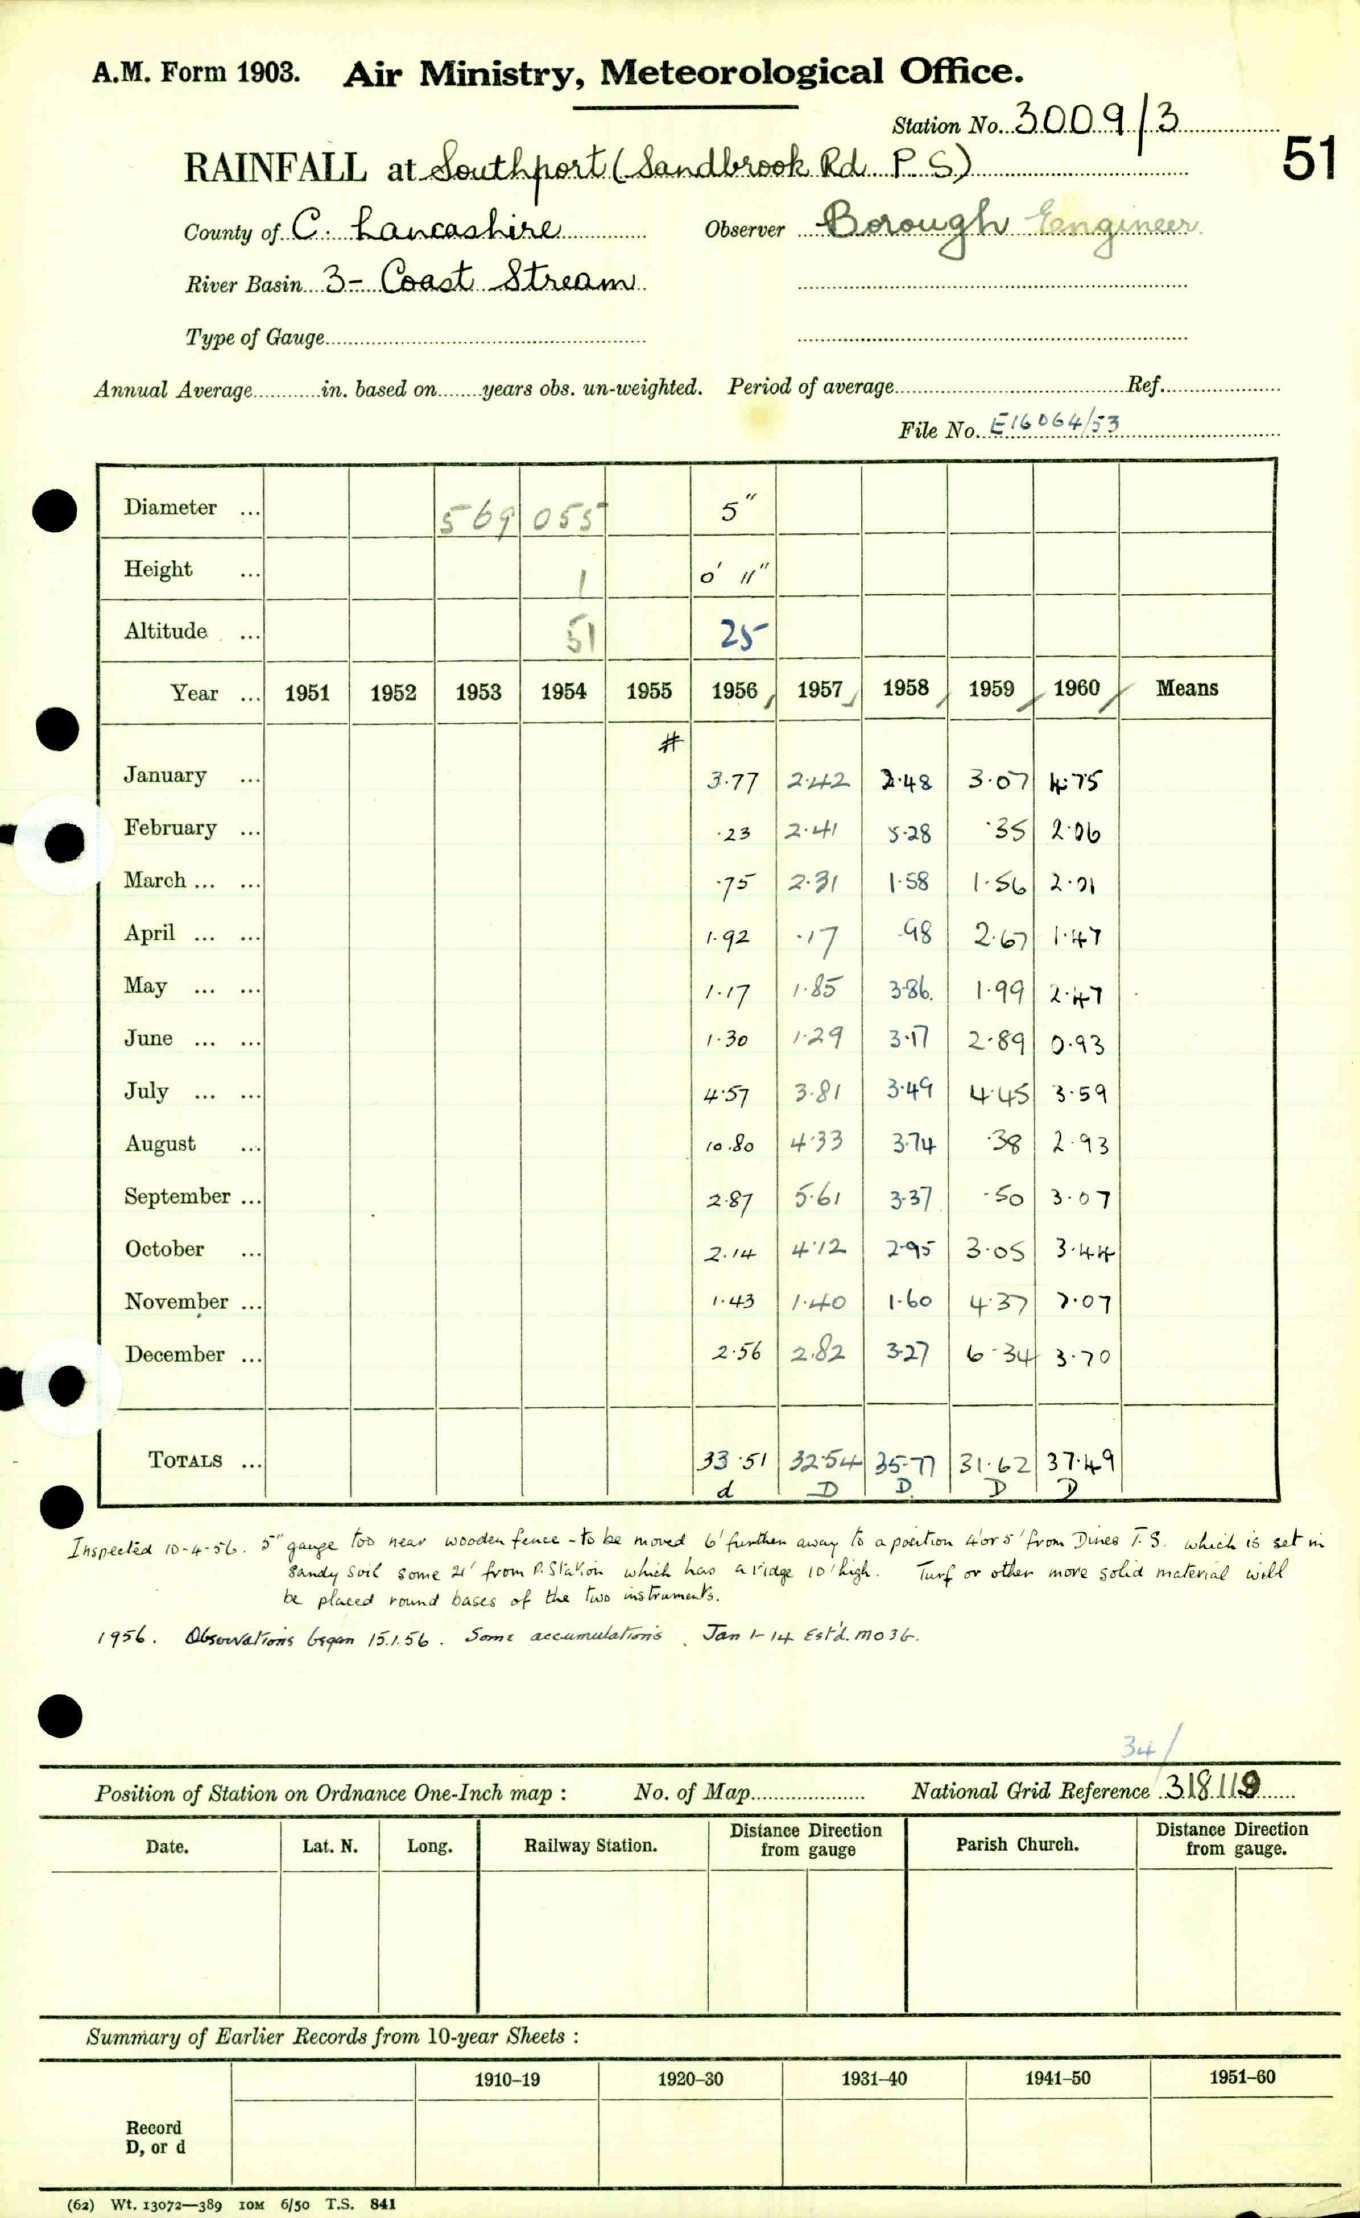 A.M. Form 1903. Air Ministry, Meteorological Office.
Station No. 3009/3
51
RAINFALL at Southport (Sandbrook Rd P.S)
County of C. Lancashire Observer Borough Engineer
River Basin 3- Coast Stream
Type of Gauge
Annual Average in. based on years obs. un-weighted. Period of average Ref.
File No. E16064/53
Diameter ... 569 055 5"
Height ... 1 0' 11"
Altitude ... 51 25
Year ... 1951 1952 1953 1954 1955 1956 1957 1958 1959 1960 Means
#
January ... 3.77 2.42 2.48 3.07 4.75
February ... .23 2.41 5.28 .35 2.06
March ... ... .75 2.31 1.58 1.56 2.01
April ... ... 1.92 .17 .98 2.67 1.47
May ... ... 1.17 1.85 3.86 1.99 2.47
June ... ... 1.30 1.29 3.17 2.89 0.93
July ... ... 4.57 3.81 3.49 4.45 3.59
August ... 10.80 4.33 3.74 .38 2.93
September ... 2.87 5.61 3.37 .50 3.07
October ... 2.14 4.12 2.95 3.05 3.44
November ... 1.43 1.40 1.60 4.37 7.07
December ... 2.56 2.82 3.27 6.34 3.70
TOTALS ... 33.51 32.54 35.77 31.62 37.49
d D D D D
Inspected 10-4-56. 5" gauge too near wooden fence - to be moved 6' further away to a position 4' or 5' from Dines T.S. which is set in
sandy soil some 21' from P. Station which has a ridge 10' high. Turf or other more solid material will
be placed round bases of the two instruments.
1956. Observations began 15.1.56. Some accumulations. Jan 1-14 Est'd. MO3b.
34/
Position of Station on Ordnance One-Inch map : No. of Map National Grid Reference 318119
Date. Lat. N. Long. Railway Station. Distance from Direction gauge Parish Church. Distance from Direction gauge.
Summary of Earlier Records from 10-year Sheets :
1910–19 1920–30 1931–40 1941–50 1951–60
Record
D, or d
(62) Wt. 13072—389 10M 6/50 T.S. 841